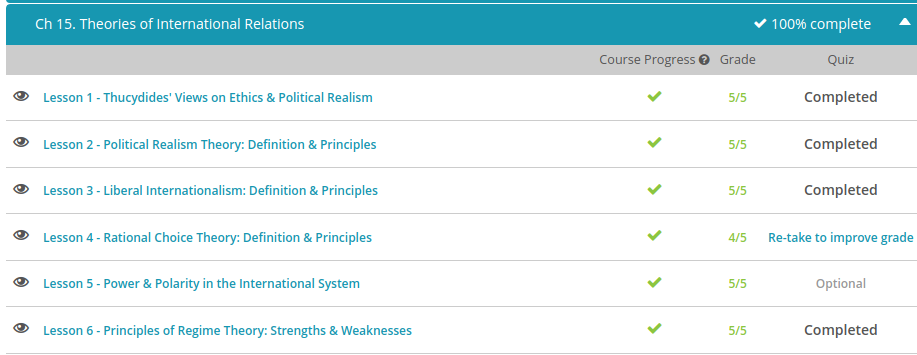 Ch 15. Theories of International Relations 100% complete
Course Progress Grade Quiz
Lesson 1 - Thucydides' Views on Ethics & Political Realism 5/5 Completed
Lesson 2 - Political Realism Theory: Definition & Principles 5/5 Completed
Lesson 3 - Liberal Internationalism: Definition & Principles 5/5 Completed
Lesson 4 - Rational Choice Theory: Definition & Principles 4/5 Re-take to improve grade
Lesson 5 - Power & Polarity in the International System 5/5 Optional
Lesson 6 - Principles of Regime Theory: Strengths & Weaknesses 5/5 Completed